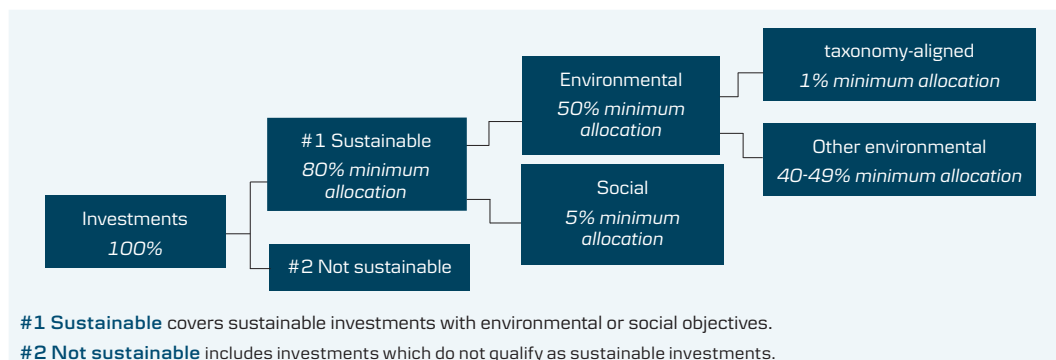 Investments
100%
#1 Sustainable
80% minimum
allocation
#2 Not sustainable
Environmental
50% minimum
allocation
Social
5% minimum
allocation
taxonomy-aligned
1% minimum allocation
Other environmental
40-49% minimum allocation
#1 Sustainable covers sustainable investments with environmental or social objectives.
#2 Not sustainable includes investments which do not qualify as sustainable investments.